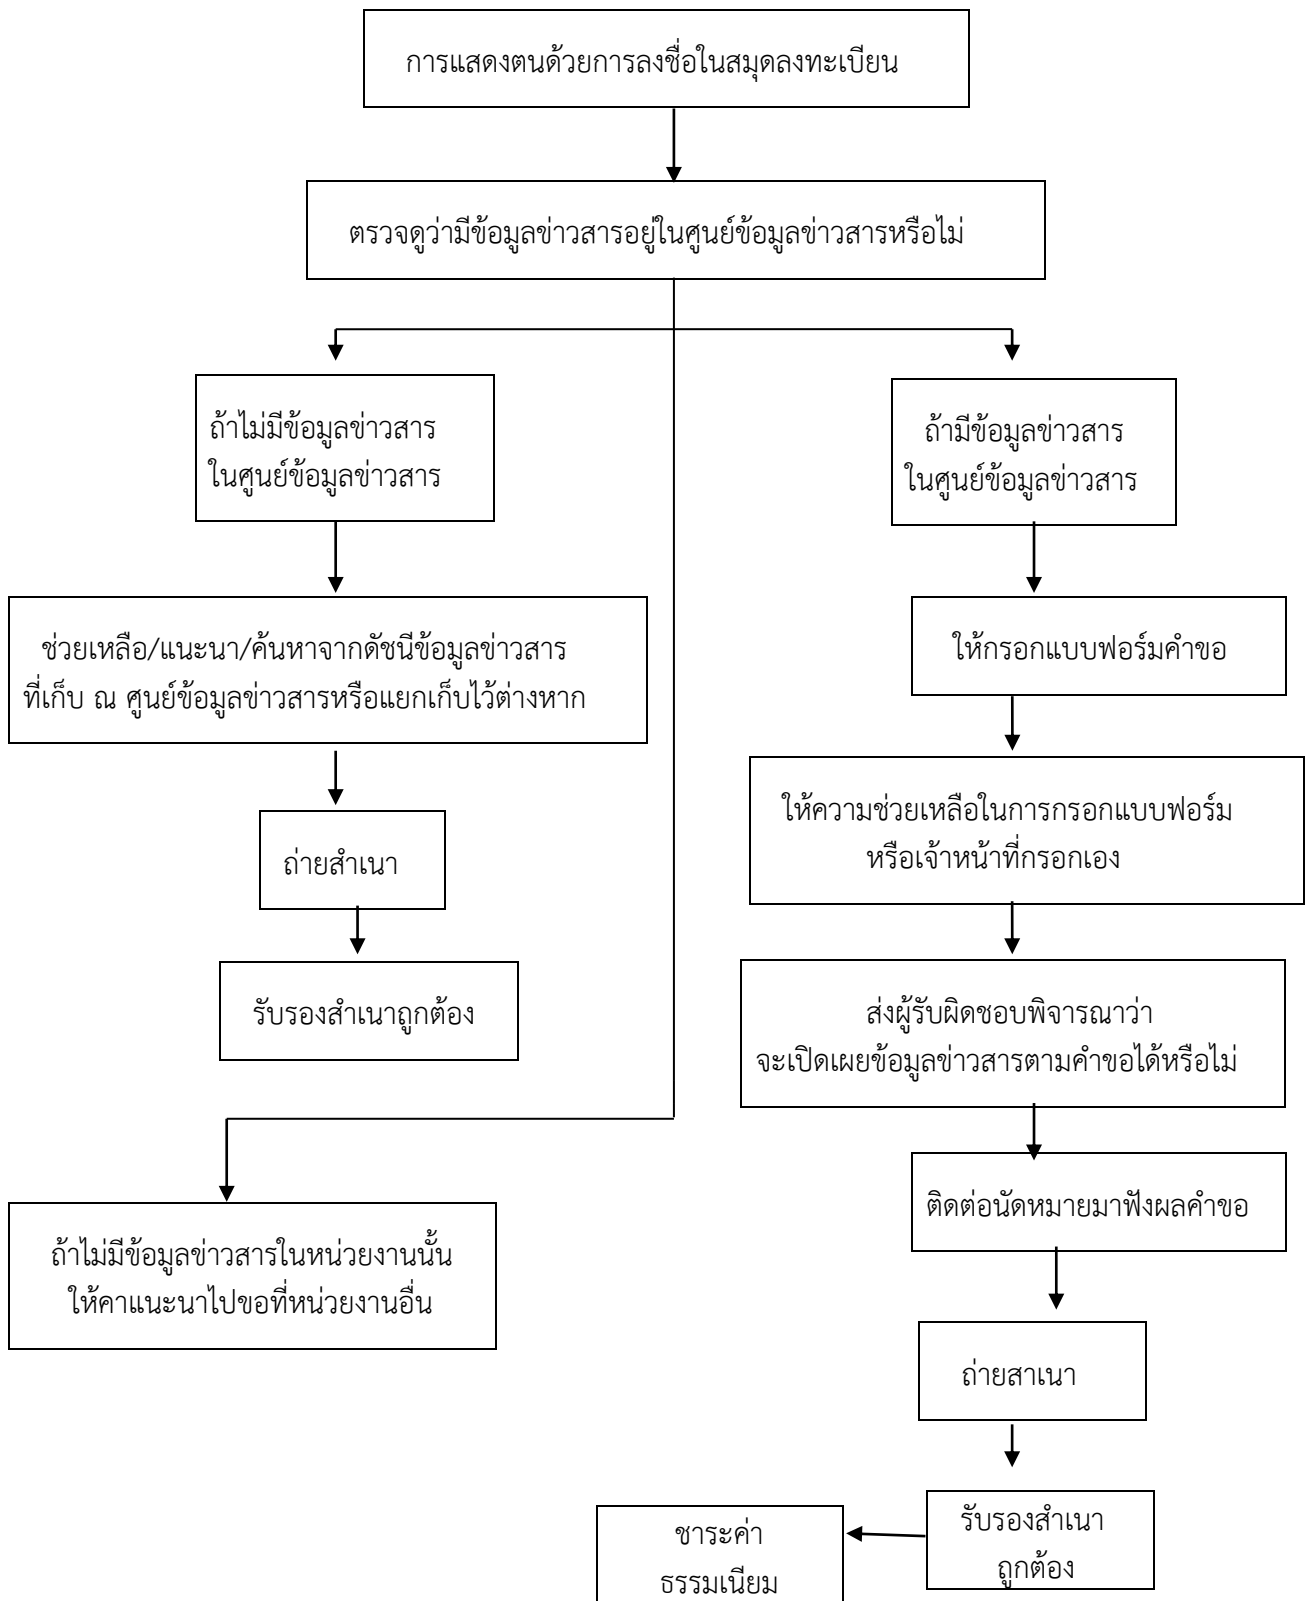 การแสดงตนด้วยการลงชื่อในสมุดลงทะเบียน
ตรวจดูว่ามีข้อมูลข่าวสารอยู่ในศูนย์ข้อมูลข่าวสารหรือไม่
ถ้าไม่มีข้อมูลข่าวสาร
ในศูนย์ข้อมูลข่าวสาร
ช่วยเหลือ/แนะนำ/ค้นหาจากดัชนีข้อมูลข่าวสาร
ที่เก็บ ณ ศูนย์ข้อมูลข่าวสารหรือแยกเก็บไว้ต่างหาก
ถ่ายสำเนา
รับรองสำเนาถูกต้อง
ถ้าไม่มีข้อมูลข่าวสารในหน่วยงานนั้น
ให้คาแนะนาไปขอที่หน่วยงานอื่น
ถ้ามีข้อมูลข่าวสาร
ในศูนย์ข้อมูลข่าวสาร
ให้กรอกแบบฟอร์มคำขอ
ให้ความช่วยเหลือในการกรอกแบบฟอร์ม
หรือเจ้าหน้าที่กรอกเอง
ส่งผู้รับผิดชอบพิจารณาว่า
จะเปิดเผยข้อมูลข่าวสารตามคำขอได้หรือไม่
ติดต่อนัดหมายมาฟังผลคำขอ
ถ่ายสาเนา
รับรองสำเนา
ถูกต้อง
ชาระค่า
ธรรมเนียม